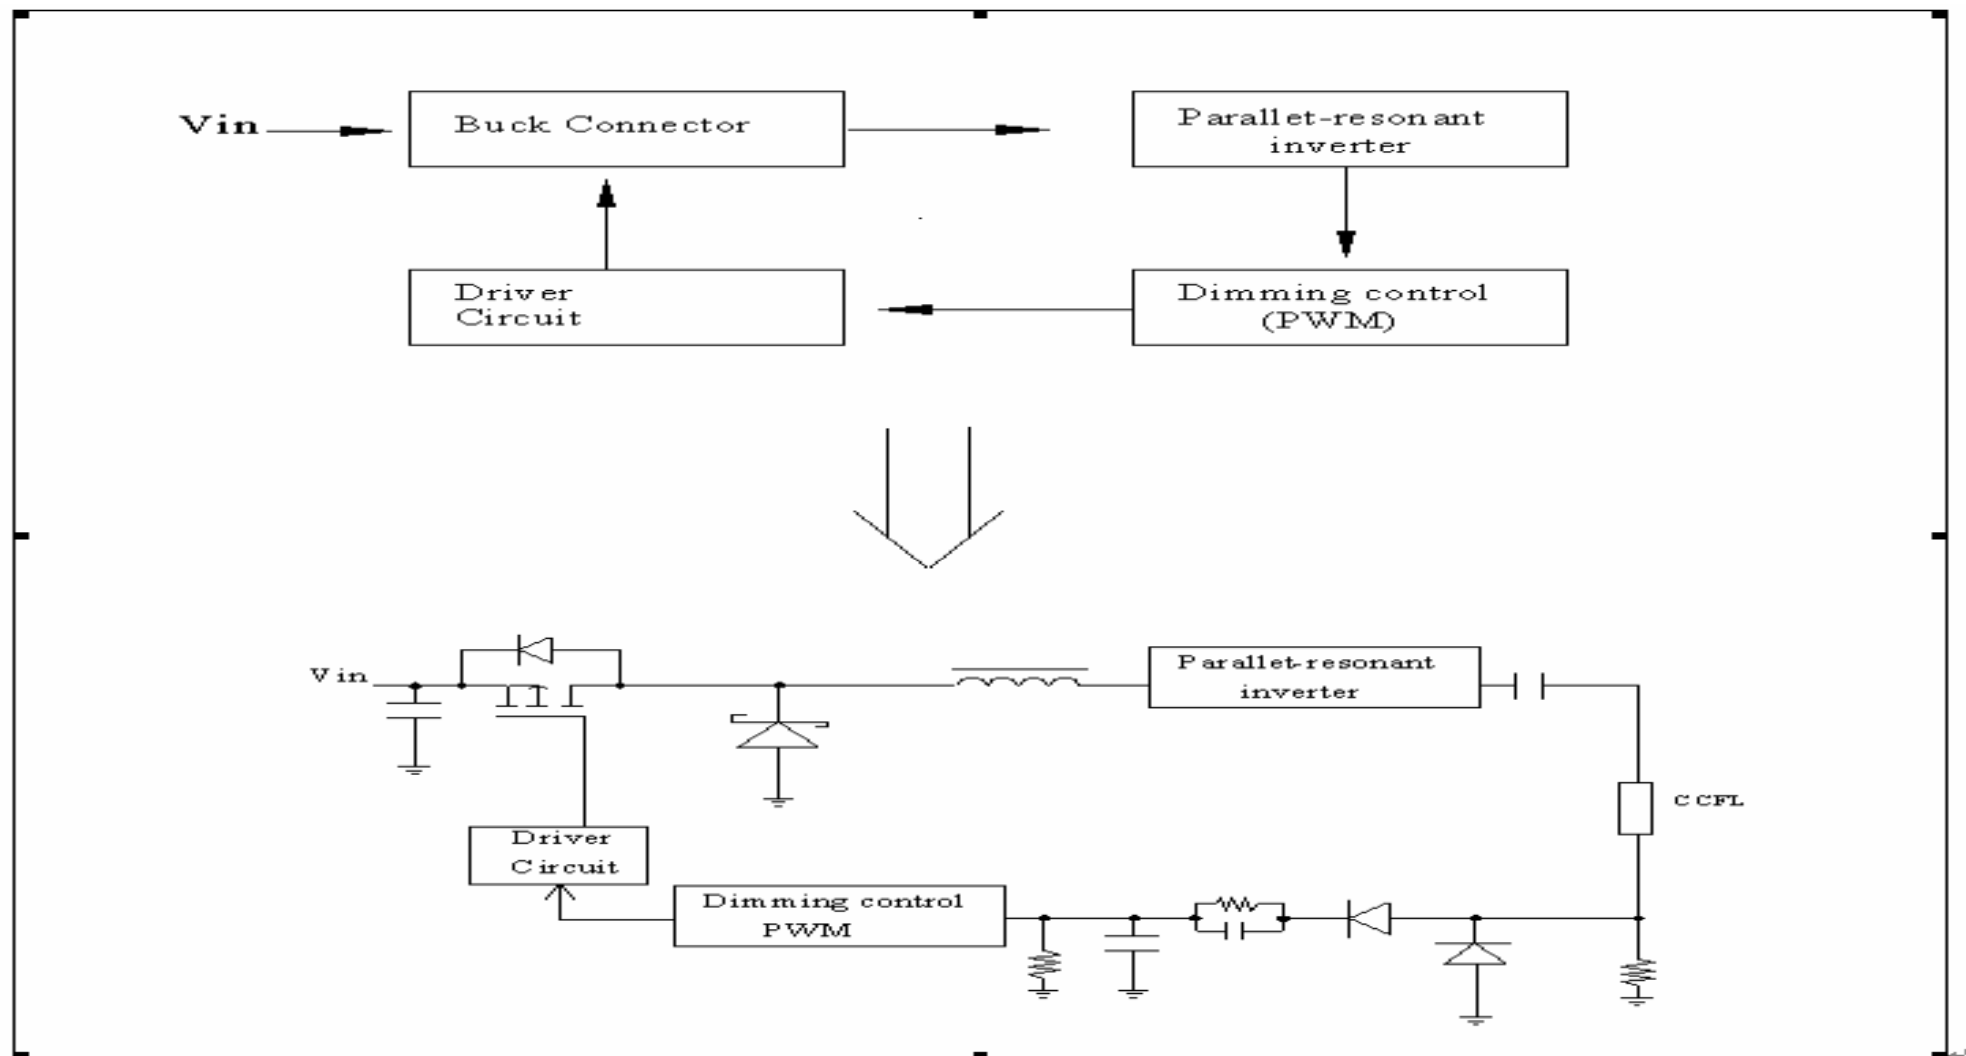 Vin
Buck Connector
Parallet-resonant
inverter
Driver
Circuit
Dimming control
(PWM)
Vin
Parallet-resonant
inverter
CCFL
Driver
Circuit
Dimming control
PWM